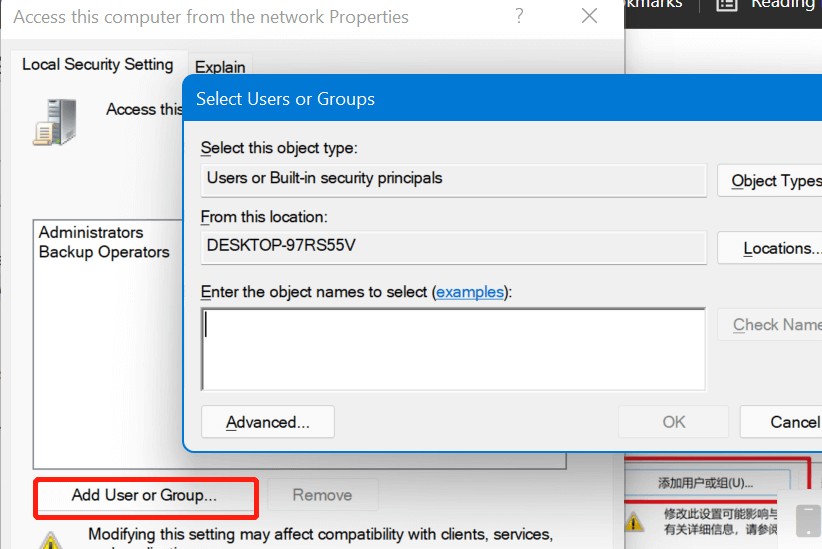 Access this computer from the network Properties
?
kmarks
Reading
Local Security Setting
Explain
Access this
Select Users or Groups
Select this object type:
Users or Built-in security principals
Object Types
From this location:
DESKTOP-97RS55V
Locations...
Administrators
Backup Operators
Enter the object names to select (examples):
Check Name
Advanced...
OK
Cancel
Add User or Group...
Remove
添加用户或组(U)...
Modifying this setting may affect compatibility with clients, services,
修改此设置可能影响与
有关详细信息，请参阅